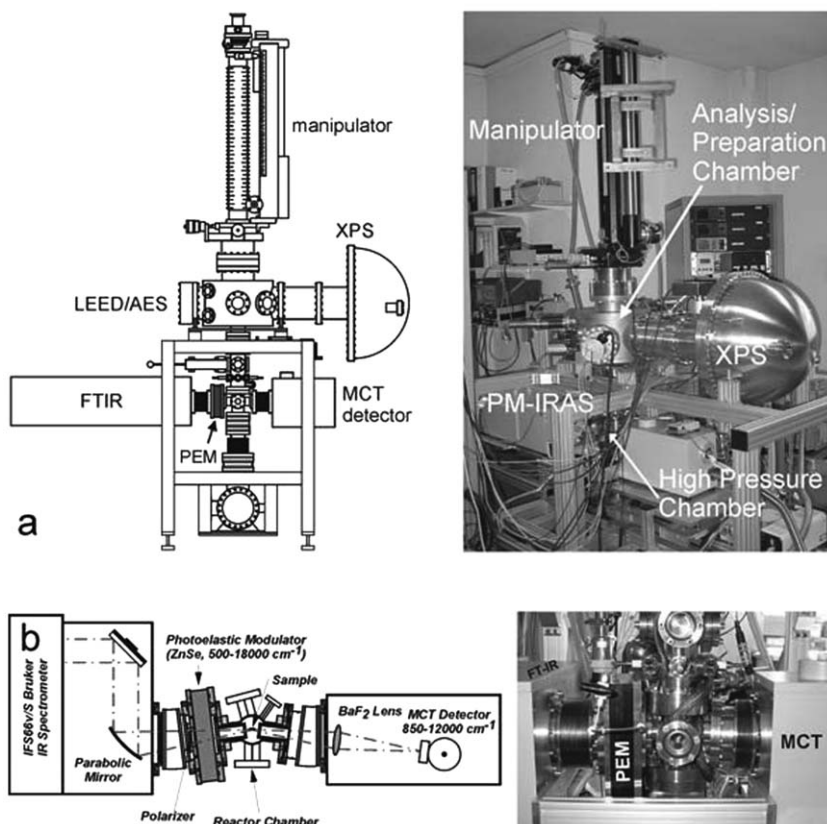 manipulator
XPS
LEED/AES
FTIR
MCT
detector
PEM
a
Manipulator
Analysis/
Preparation
Chamber
XPS
PM-IRAS
High Pressure
Chamber
b
IFS66v/S Bruker
IR Spectrometer
Photoelastic Modulator
(ZnSe, 500-18000 cm-1)
Sample
BaF2 Lens
MCT Detector
850-12000 cm-1
Parabolic
Mirror
Polarizer
Reactor Chamber
FT-IR
PEM
MCT